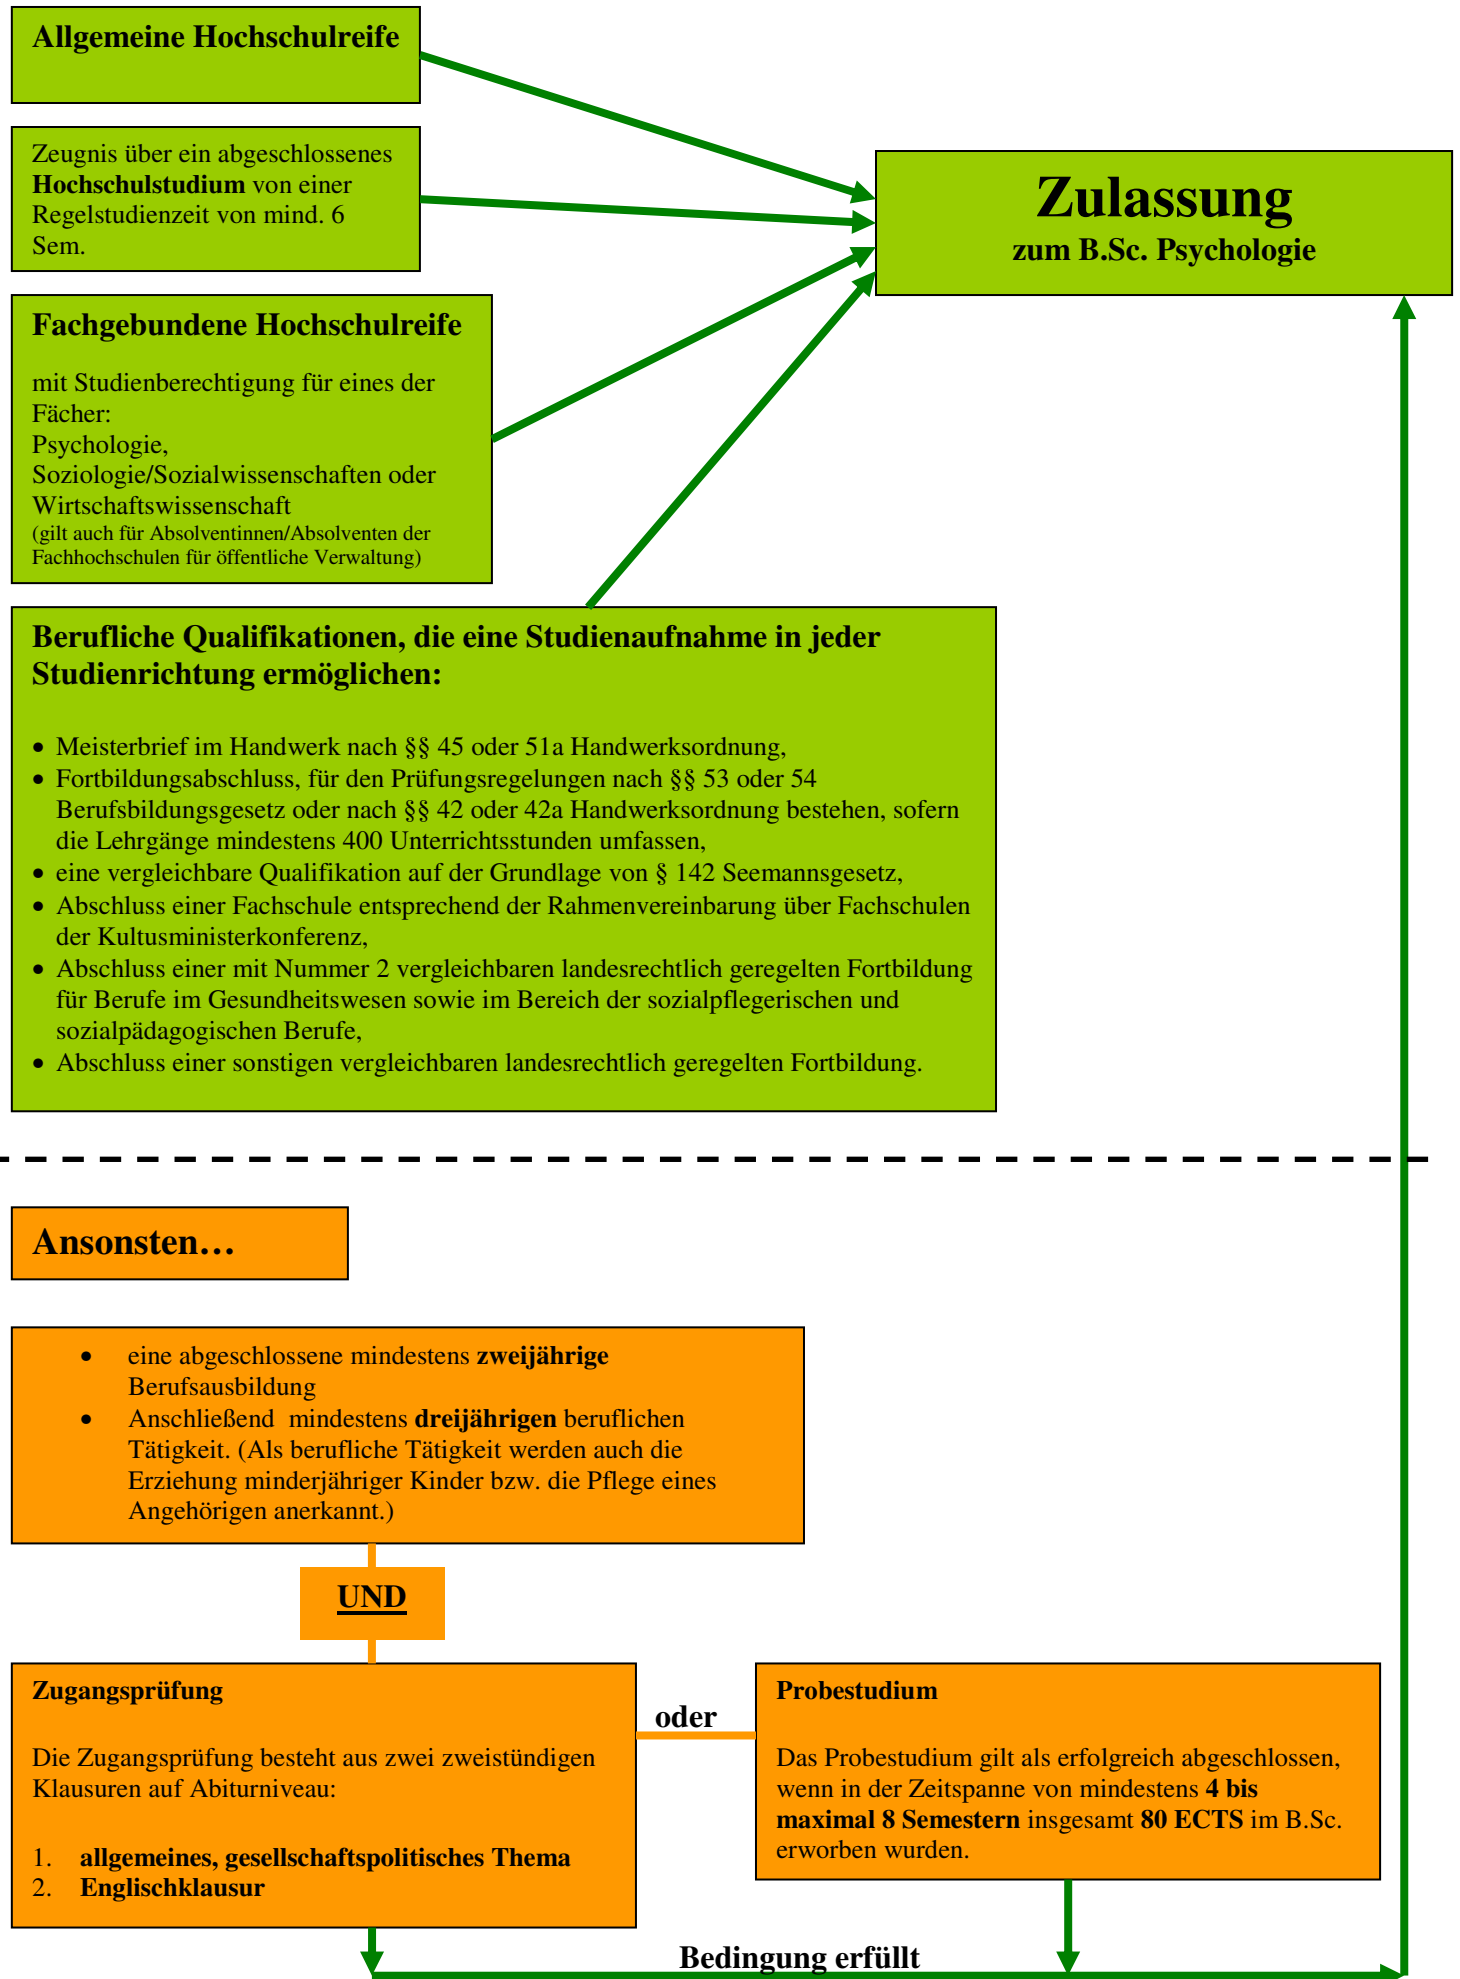 Allgemeine Hochschulreife
Zeugnis über ein abgeschlossenes
Hochschulstudium von einer
Regelstudienzeit von mind. 6
Sem.
Zulassung
zum B.Sc. Psychologie
Fachgebundene Hochschulreife
mit Studienberechtigung für eines der
Fächer:
Psychologie,
Soziologie/Sozialwissenschaften oder
Wirtschaftswissenschaft
(gilt auch für Absolventinnen/Absolventen der
Fachhochschulen für öffentliche Verwaltung)
Berufliche Qualifikationen, die eine Studienaufnahme in jeder
Studienrichtung ermöglichen:
• Meisterbrief im Handwerk nach §§ 45 oder 51a Handwerksordnung,
• Fortbildungsabschluss, für den Prüfungsregelungen nach §§ 53 oder 54
Berufsbildungsgesetz oder nach §§ 42 oder 42a Handwerksordnung bestehen, sofern
die Lehrgänge mindestens 400 Unterrichtsstunden umfassen,
• eine vergleichbare Qualifikation auf der Grundlage von § 142 Seemannsgesetz,
• Abschluss einer Fachschule entsprechend der Rahmenvereinbarung über Fachschulen
der Kultusministerkonferenz,
• Abschluss einer mit Nummer 2 vergleichbaren landesrechtlich geregelten Fortbildung
für Berufe im Gesundheitswesen sowie im Bereich der sozialpflegerischen und
sozialpädagogischen Berufe,
• Abschluss einer sonstigen vergleichbaren landesrechtlich geregelten Fortbildung.
Ansonsten…
• eine abgeschlossene mindestens zweijährige
Berufsausbildung
• Anschließend mindestens dreijährigen beruflichen
Tätigkeit. (Als berufliche Tätigkeit werden auch die
Erziehung minderjähriger Kinder bzw. die Pflege eines
Angehörigen anerkannt.)
UND
Zugangsprüfung
Die Zugangsprüfung besteht aus zwei zweistündigen
Klausuren auf Abiturniveau:
1. allgemeines, gesellschaftspolitisches Thema
2. Englischklausur
oder
Probestudium
Das Probestudium gilt als erfolgreich abgeschlossen,
wenn in der Zeitspanne von mindestens 4 bis
maximal 8 Semestern insgesamt 80 ECTS im B.Sc.
erworben wurden.
Bedingung erfüllt